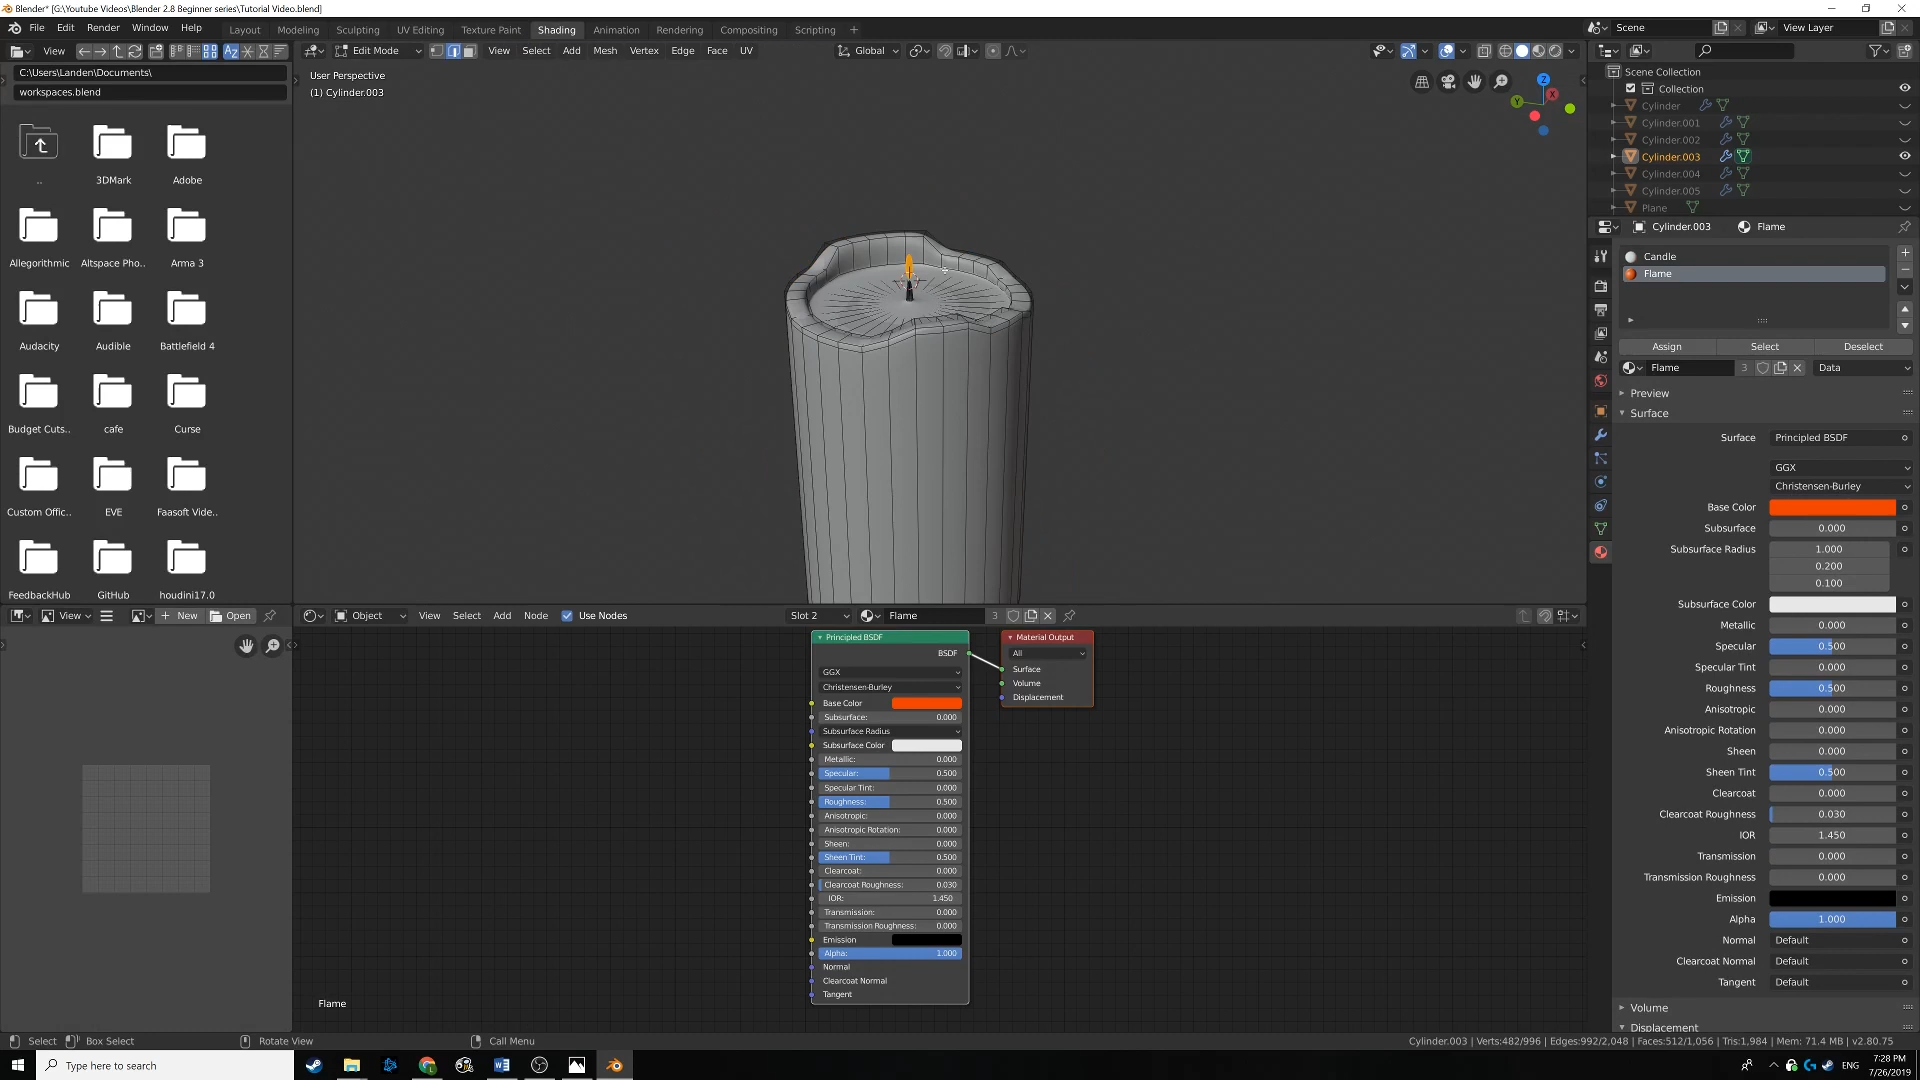 Blender* [G:\Youtube Videos\Blender 2.8 Beginner series\Tutorial Video.blend]
File Edit Render Window Help
Layout Modeling Sculpting UV Editing Texture Paint Shading Animation Rendering Compositing Scripting +
Scene
View Layer
View
Edit Mode
View Select Add Mesh Vertex Edge Face UV
Global
C:\Users\Landen\Documents\
workspaces.blend
..
3DMark
Adobe
Allegorithmic
Altspace Pho..
Arma 3
Audacity
Audible
Battlefield 4
Budget Cuts..
cafe
Curse
Custom Offic..
EVE
Faasoft Vide..
FeedbackHub
GitHub
houdini17.0
User Perspective
(1) Cylinder.003
Z
X
Y
Scene Collection
Collection
Cylinder
Cylinder.001
Cylinder.002
Cylinder.003
Cylinder.004
Cylinder.005
Plane
Cylinder.003 Flame
Candle
Flame
Assign Select Deselect
Flame 3 Data
Preview
Surface
Surface Principled BSDF
GGX
Christensen-Burley
Base Color
Subsurface 0.000
Subsurface Radius 1.000
0.200
0.100
Subsurface Color
Metallic 0.000
Specular 0.500
Specular Tint 0.000
Roughness 0.500
Anisotropic 0.000
Anisotropic Rotation 0.000
Sheen 0.000
Sheen Tint 0.500
Clearcoat 0.000
Clearcoat Roughness 0.030
IOR 1.450
Transmission 0.000
Transmission Roughness 0.000
Emission
Alpha 1.000
Normal Default
Clearcoat Normal Default
Tangent Default
Volume
Displacement
View
New Open
Object View Select Add Node Use Nodes
Slot 2
Flame 3
Principled BSDF
BSDF
GGX
Christensen-Burley
Base Color
Subsurface: 0.000
Subsurface Radius
Subsurface Color
Metallic: 0.000
Specular: 0.500
Specular Tint: 0.000
Roughness: 0.500
Anisotropic: 0.000
Anisotropic Rotation: 0.000
Sheen: 0.000
Sheen Tint: 0.500
Clearcoat: 0.000
Clearcoat Roughness: 0.030
IOR: 1.450
Transmission: 0.000
Transmission Roughness: 0.000
Emission
Alpha: 1.000
Normal
Clearcoat Normal
Tangent
Material Output
All
Surface
Volume
Displacement
Flame
Select Box Select Rotate View Call Menu
Cylinder.003 | Verts:482/996 | Edges:992/2,048 | Faces:512/1,056 | Tris:1,984 | Mem: 71.4 MB | v2.80.75
Type here to search
ENG
7:28 PM
7/26/2019